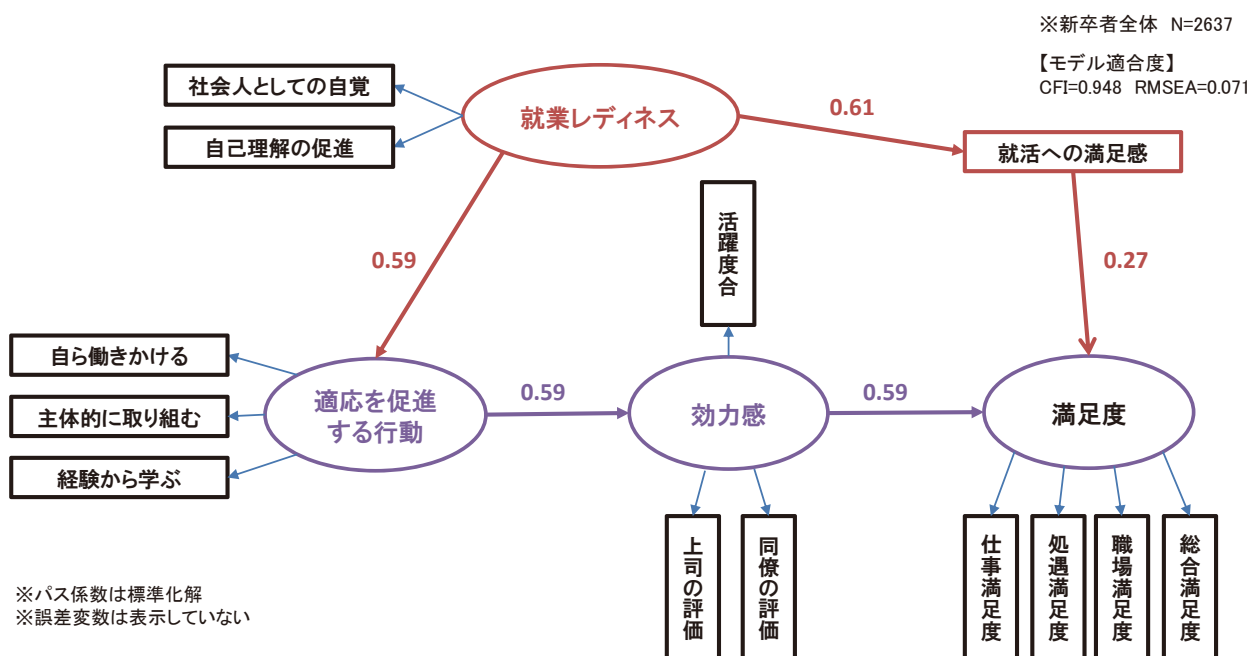 ※新卒者全体 N=2637
【モデル適合度】
CFI=0.948 RMSEA=0.071
社会人としての自覚
自己理解の促進
就業レディネス
0.61
就活への満足感
活躍度合
0.59
0.27
自ら働きかける
主体的に取り組む
経験から学ぶ
適応を促進
する行動
0.59
効力感
0.59
満足度
上司の評価
同僚の評価
仕事満足度
処遇満足度
職場満足度
総合満足度
※パス係数は標準化解
※誤差変数は表示していない